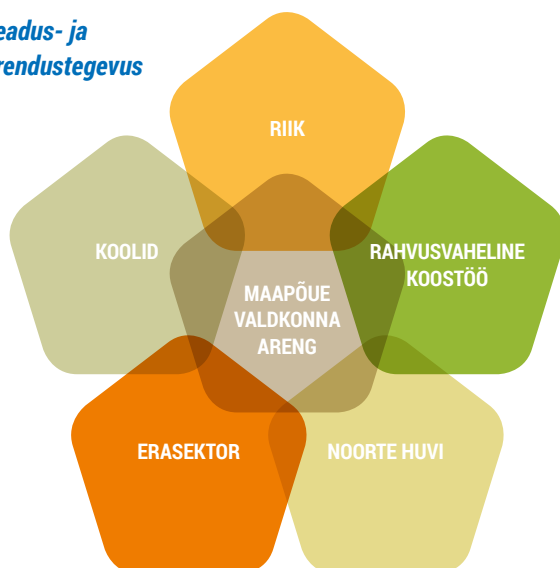 eadus- ja
rendustegevus
RIIK
KOOLID
RAHVUSVAHELINE
KOOSTÖÖ
MAAPÕUE
VALDKONNA
ARENG
ERASEKTOR
NOORTE HUVI